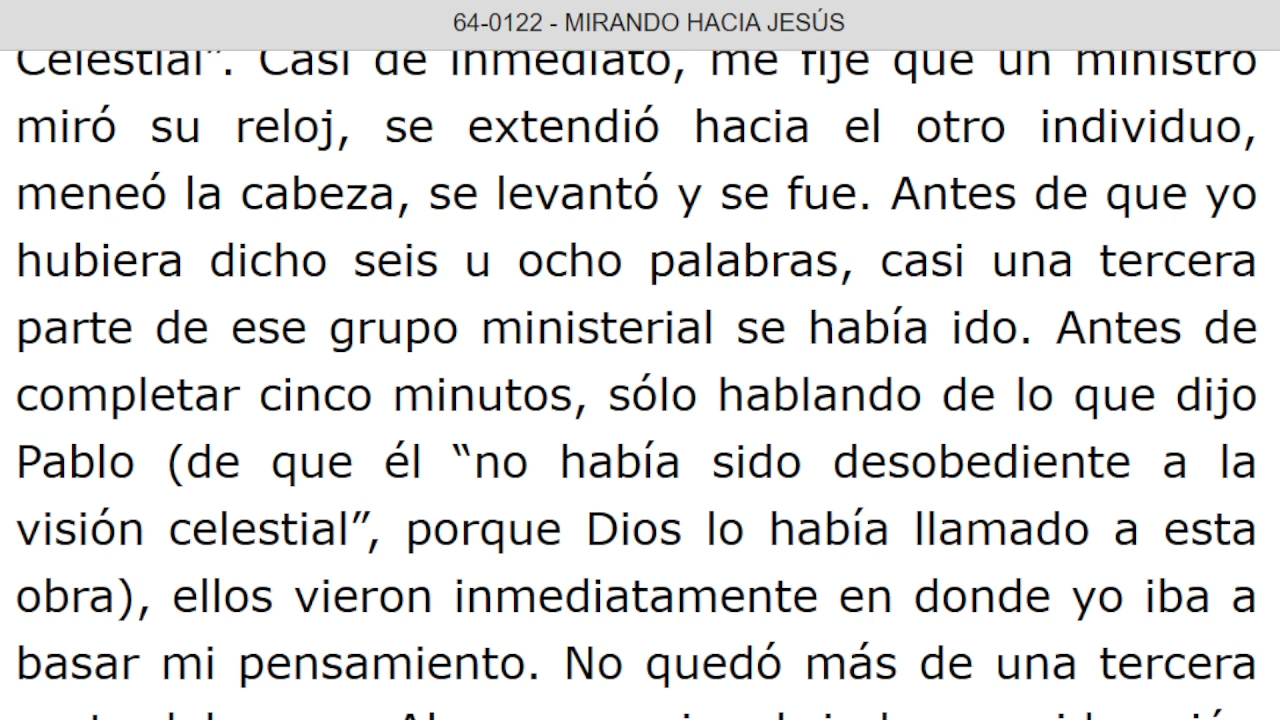 64-0122 - MIRANDO HACIA JESÚS
Celestial”. Casi de inmediato, me fijé que un ministro
miró su reloj, se extendió hacia el otro individuo,
meneó la cabeza, se levantó y se fue. Antes de que yo
hubiera dicho seis u ocho palabras, casi una tercera
parte de ese grupo ministerial se había ido. Antes de
completar cinco minutos, sólo hablando de lo que dijo
Pablo (de que él “no había sido desobediente a la
visión celestial”, porque Dios lo había llamado a esta
obra), ellos vieron inmediatamente en donde yo iba a
basar mi pensamiento. No quedó más de una tercera